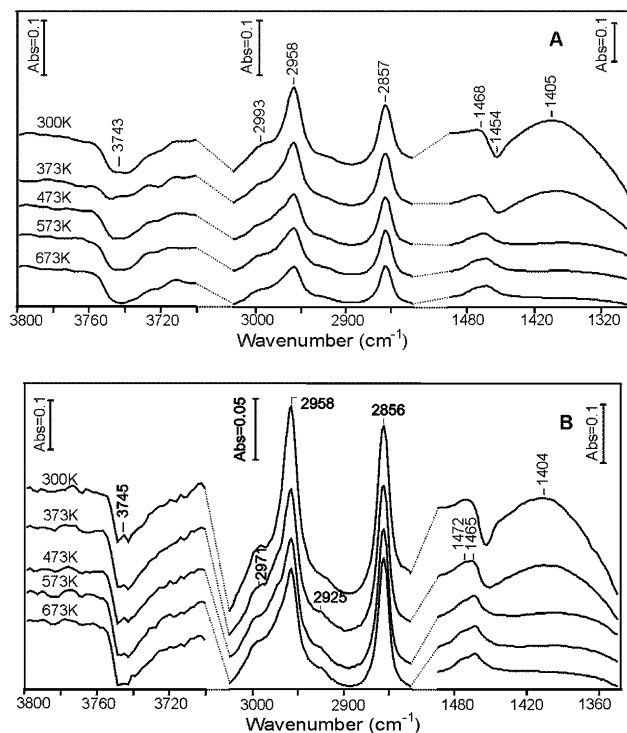 Abs=0.1
Abs=0.1
Abs=0.1
A
2958
2857
2993
3743
1468
1454
1405
300K
373K
473K
573K
673K
3800 3760 3720 3000 2900 1480 1400 1320
Wavenumber (cm⁻¹)
Abs=0.1
Abs=0.05
Abs=0.1
B
2958
2856
3745
2971
2925
1472
1465
1404
300K
373K
473K
573K
673K
3800 3760 3720 3000 2900 1480 1400 1360
Wavenumber (cm⁻¹)